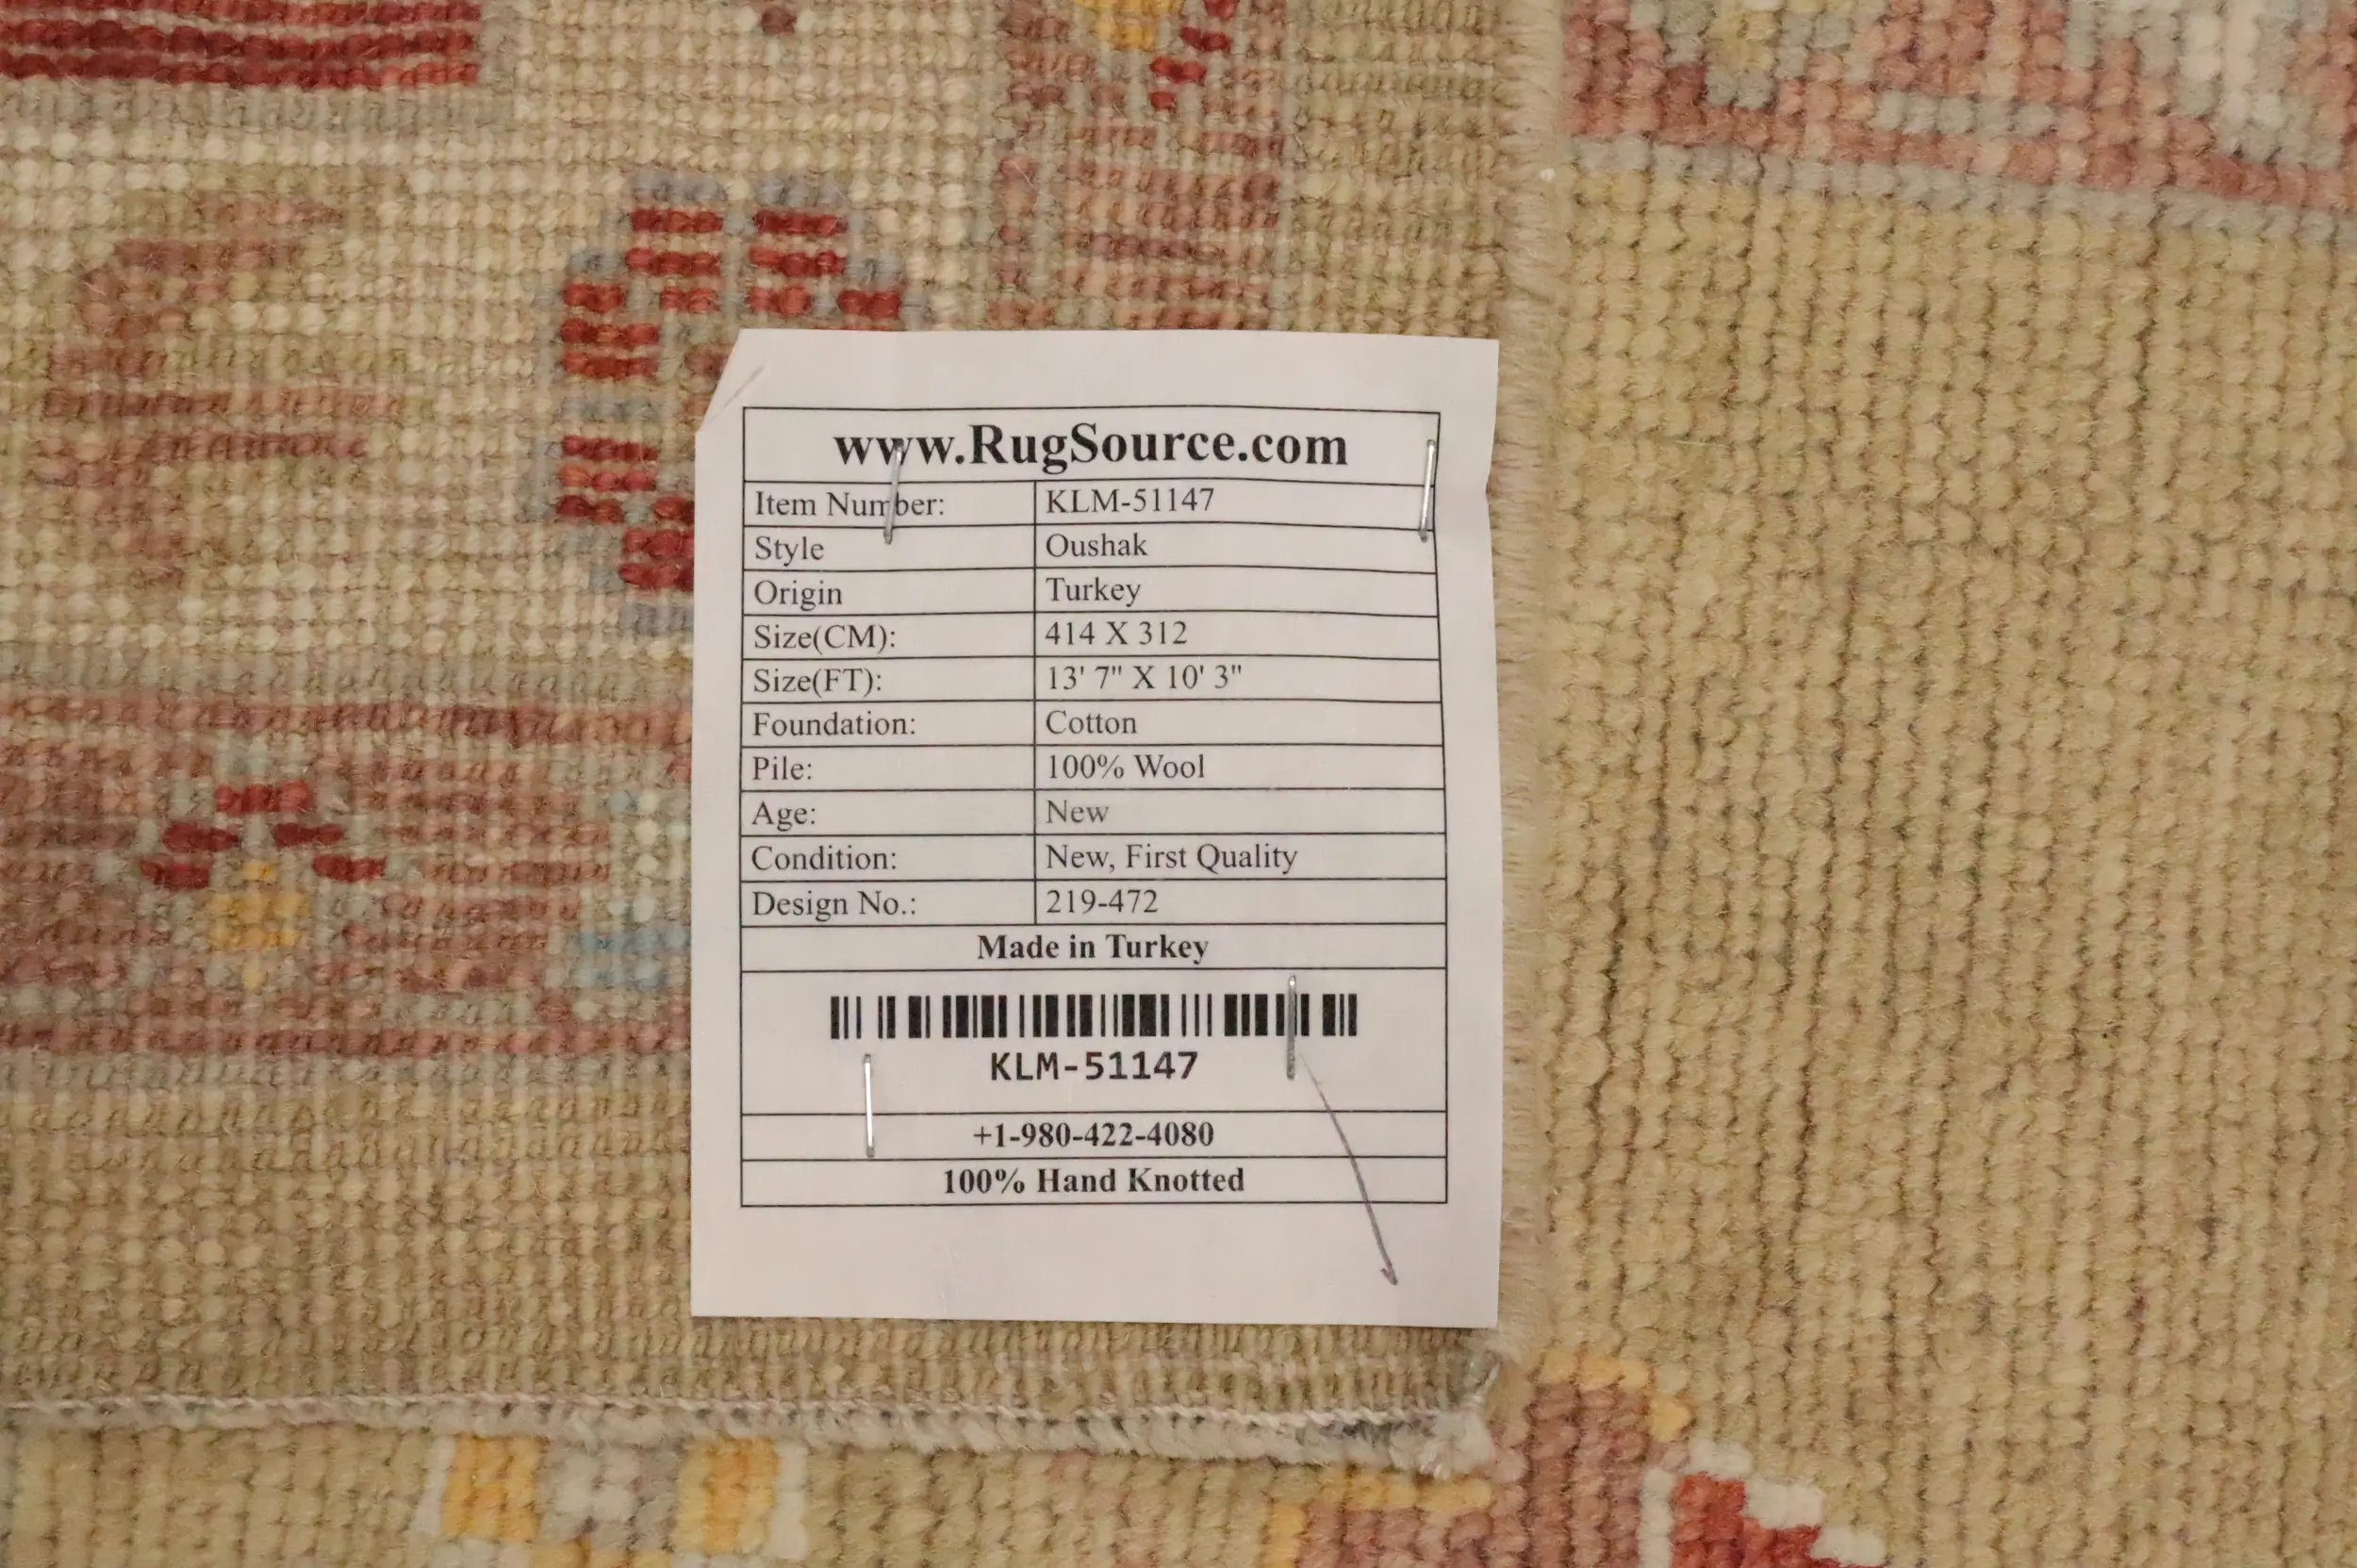 www.RugSource.com
Item Number: KLM-51147
Style Oushak
Origin Turkey
Size(CM): 414 X 312
Size(FT): 13' 7" X 10' 3"
Foundation: Cotton
Pile: 100% Wool
Age: New
Condition: New, First Quality
Design No.: 219-472
Made in Turkey
KLM-51147
+1-980-422-4080
100% Hand Knotted